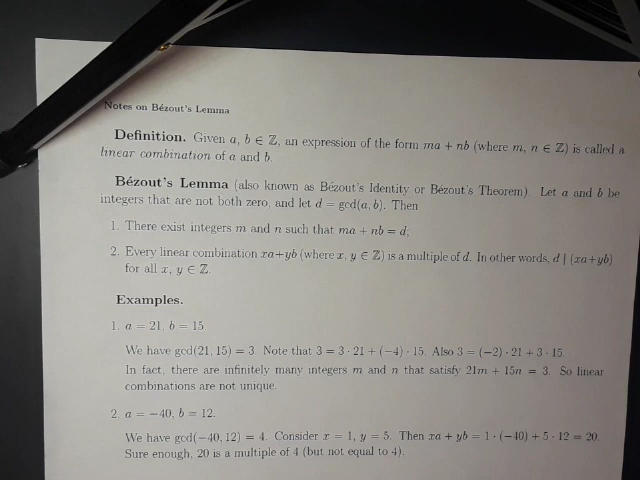 Notes on Bézout's Lemma
Definition. Given a, b ∈ ℤ, an expression of the form ma + nb (where m, n ∈ ℤ) is called a
linear combination of a and b.
Bézout's Lemma (also known as Bézout's Identity or Bézout's Theorem). Let a and b be
integers that are not both zero, and let d = gcd(a, b). Then
1. There exist integers m and n such that ma + nb = d;
2. Every linear combination xa+yb (where x, y ∈ ℤ) is a multiple of d. In other words, d | (xa+yb)
for all x, y ∈ ℤ.
Examples.
1. a = 21, b = 15.
We have gcd(21, 15) = 3. Note that 3 = 3 · 21 + (−4) · 15. Also 3 = (−2) · 21 + 3 · 15.
In fact, there are infinitely many integers m and n that satisfy 21m + 15n = 3. So linear
combinations are not unique.
2. a = −40, b = 12.
We have gcd(−40, 12) = 4. Consider x = 1, y = 5. Then xa + yb = 1 · (−40) + 5 · 12 = 20.
Sure enough, 20 is a multiple of 4 (but not equal to 4).